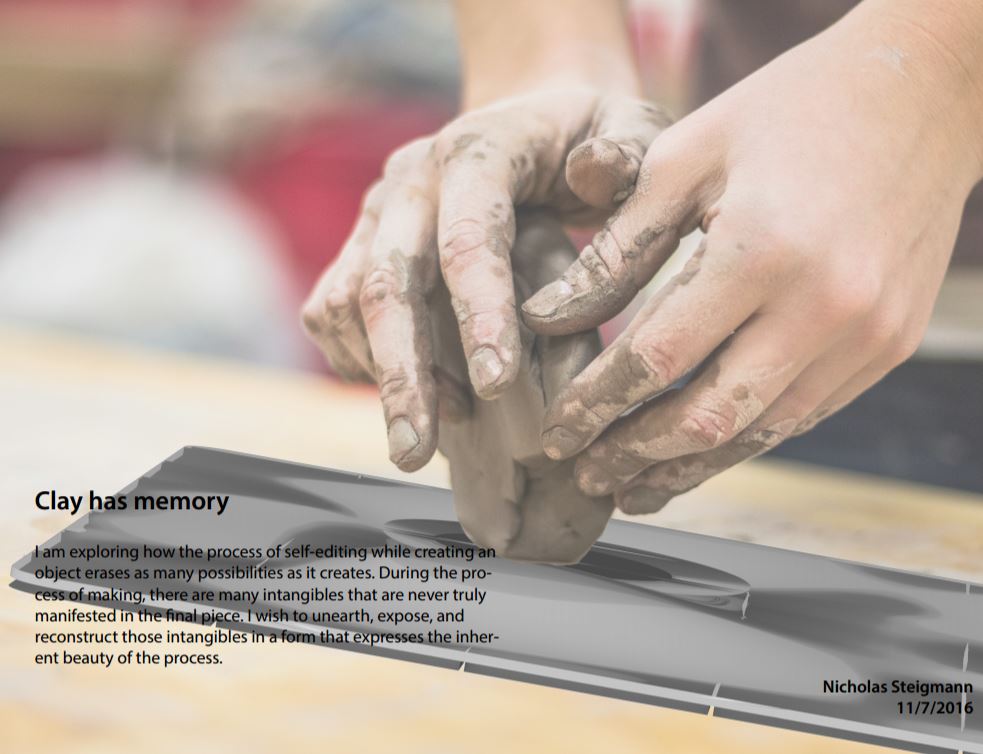 Clay has memory
I am exploring how the process of self-editing while creating an
object erases as many possibilities as it creates. During the pro-
cess of making, there are many intangibles that are never truly
manifested in the final piece. I wish to unearth, expose, and
reconstruct those intangibles in a form that expresses the inher-
ent beauty of the process.
Nicholas Steigmann
11/7/2016